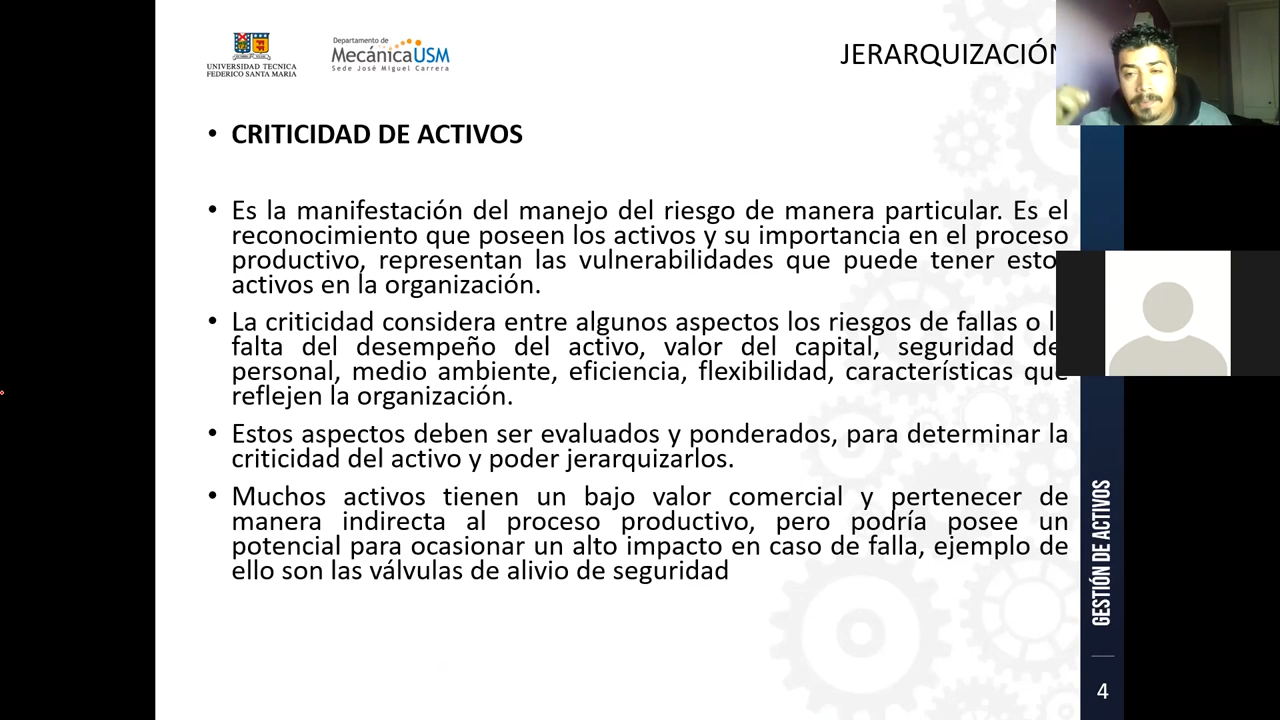 UNIVERSIDAD TECNICA
FEDERICO SANTA MARIA
Departamento de
MecánicaUSM
Sede José Miguel Carrera
JERARQUIZACIÓN
• CRITICIDAD DE ACTIVOS
• Es la manifestación del manejo del riesgo de manera particular. Es el
reconocimiento que poseen los activos y su importancia en el proceso
productivo, representan las vulnerabilidades que puede tener esto
activos en la organización.
• La criticidad considera entre algunos aspectos los riesgos de fallas o l
falta del desempeño del activo, valor del capital, seguridad de
personal, medio ambiente, eficiencia, flexibilidad, características que
reflejen la organización.
• Estos aspectos deben ser evaluados y ponderados, para determinar la
criticidad del activo y poder jerarquizarlos.
• Muchos activos tienen un bajo valor comercial y pertenecer de
manera indirecta al proceso productivo, pero podría posee un
potencial para ocasionar un alto impacto en caso de falla, ejemplo de
ello son las válvulas de alivio de seguridad
GESTIÓN DE ACTIVOS
4